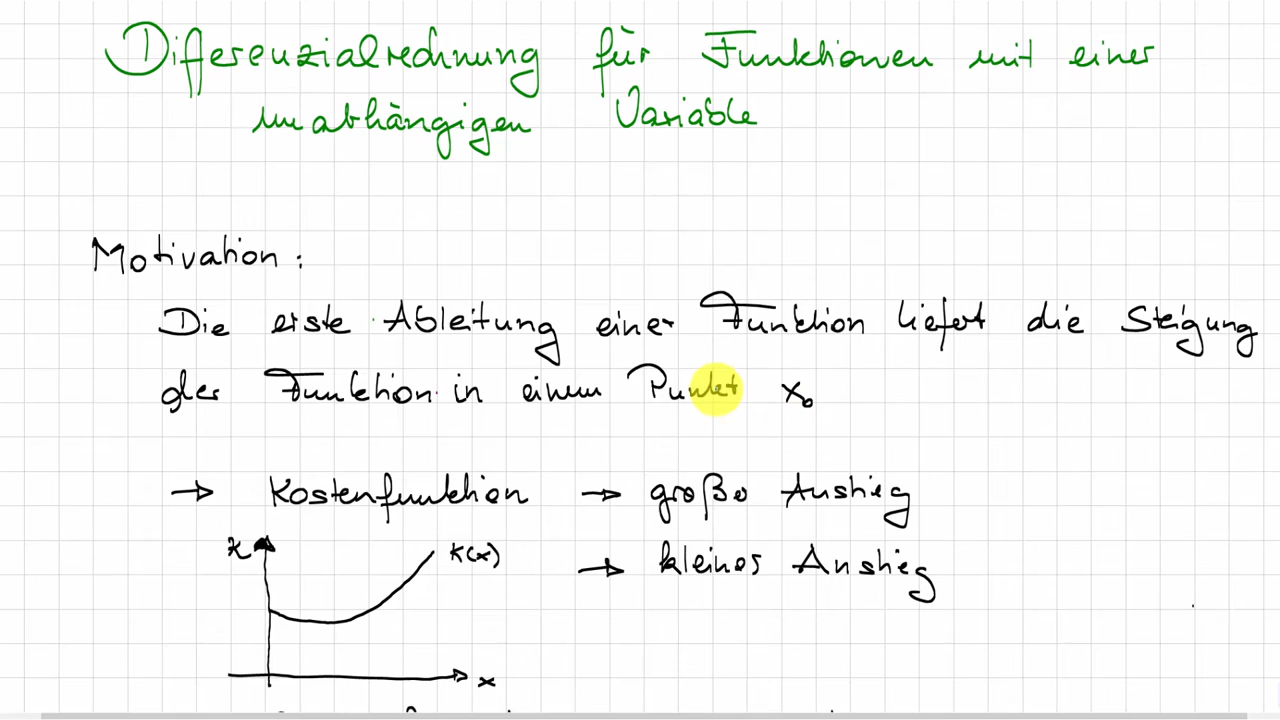 Differenzialrechnung für Funktionen mit einer
unabhängigen Variable
Motivation:
Die erste Ableitung einer Funktion liefert die Steigung
der Funktion in einem Punkt x₀
→ Kostenfunktion → großer Anstieg
K K(x) → kleiner Anstieg
x